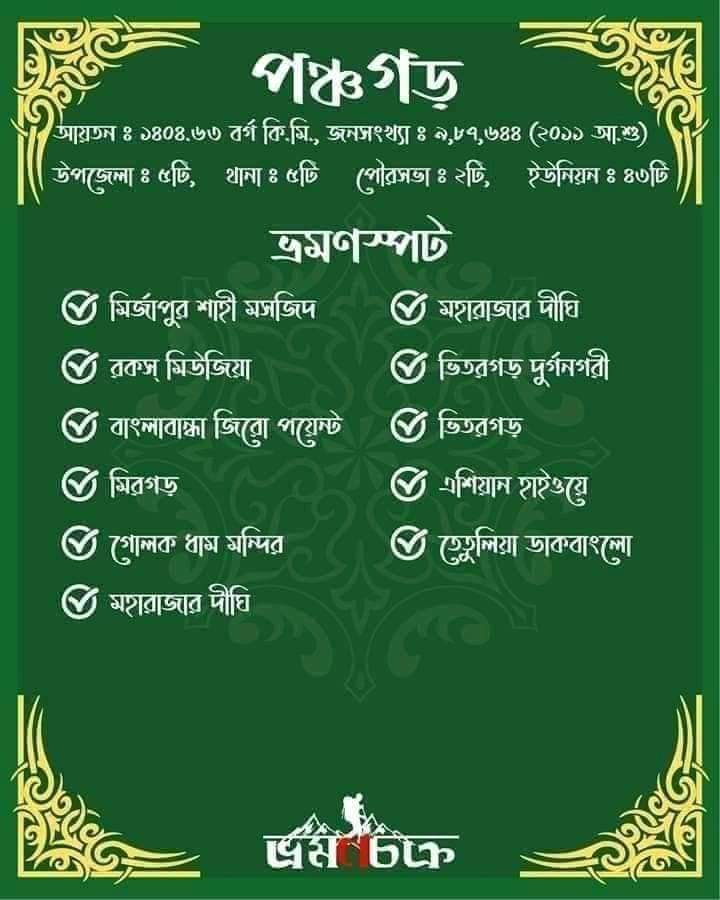 পঞ্চগড়
আয়তন ঃ ১৪০৪.৬৩ বর্গ কি.মি., জনসংখ্যা ঃ ৯,৮৭,৬৪৪ (২০১১ আ.শু)
উপজেলা ঃ ৫টি, থানা ঃ ৫টি পৌরসভা ঃ ২টি, ইউনিয়ন ঃ ৪৩টি
ভ্রমণস্পট
মির্জাপুর শাহী মসজিদ
রকস্ মিউজিয়া
বাংলাবান্ধা জিরো পয়েন্ট
মিরগড়
গোলক ধাম মন্দির
মহারাজার দীঘি
মহারাজার দীঘি
ভিতরগড় দুর্গনগরী
ভিতরগড়
এশিয়ান হাইওয়ে
তেতুলিয়া ডাকবাংলো
ভ্রমণচক্র